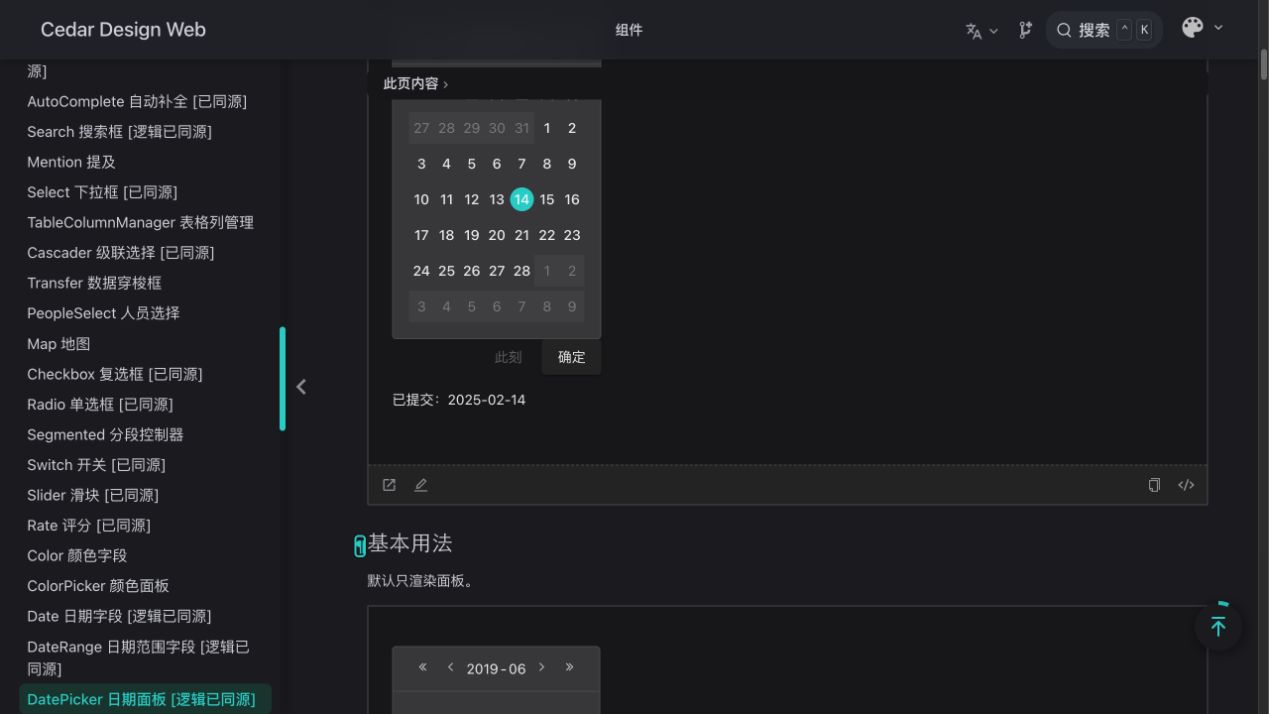 Cedar Design Web
组件
搜索 ^ K
源]
AutoComplete 自动补全 [已同源]
Search 搜索框 [逻辑已同源]
Mention 提及
Select 下拉框 [已同源]
TableColumnManager 表格列管理
Cascader 级联选择 [已同源]
Transfer 数据穿梭框
PeopleSelect 人员选择
Map 地图
Checkbox 复选框 [已同源]
Radio 单选框 [已同源]
Segmented 分段控制器
Switch 开关 [已同源]
Slider 滑块 [已同源]
Rate 评分 [已同源]
Color 颜色字段
ColorPicker 颜色面板
Date 日期字段 [逻辑已同源]
DateRange 日期范围字段 [逻辑已
同源]
DatePicker 日期面板 [逻辑已同源]
此页内容 ›
27 28 29 30 31 1 2
3 4 5 6 7 8 9
10 11 12 13 14 15 16
17 18 19 20 21 22 23
24 25 26 27 28 1 2
3 4 5 6 7 8 9
此刻 确定
已提交：2025-02-14
¶基本用法
默认只渲染面板。
« ‹ 2019-06 › »